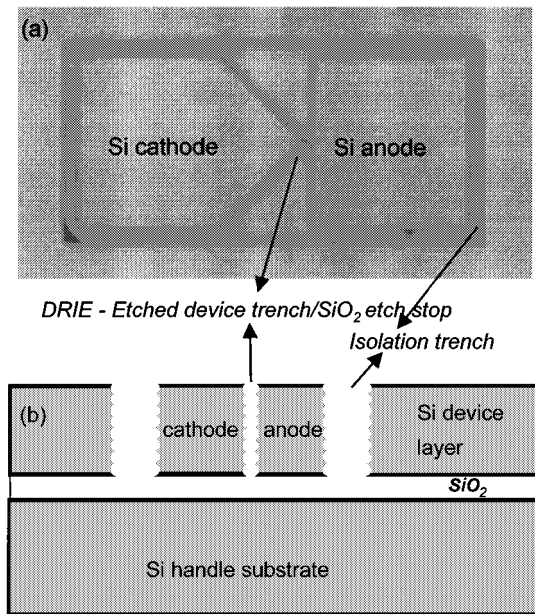 (a)
Si cathode
Si anode
DRIE - Etched device trench/SiO₂ etch stop
Isolation trench
(b)
cathode
anode
Si device
layer
SiO₂
Si handle substrate